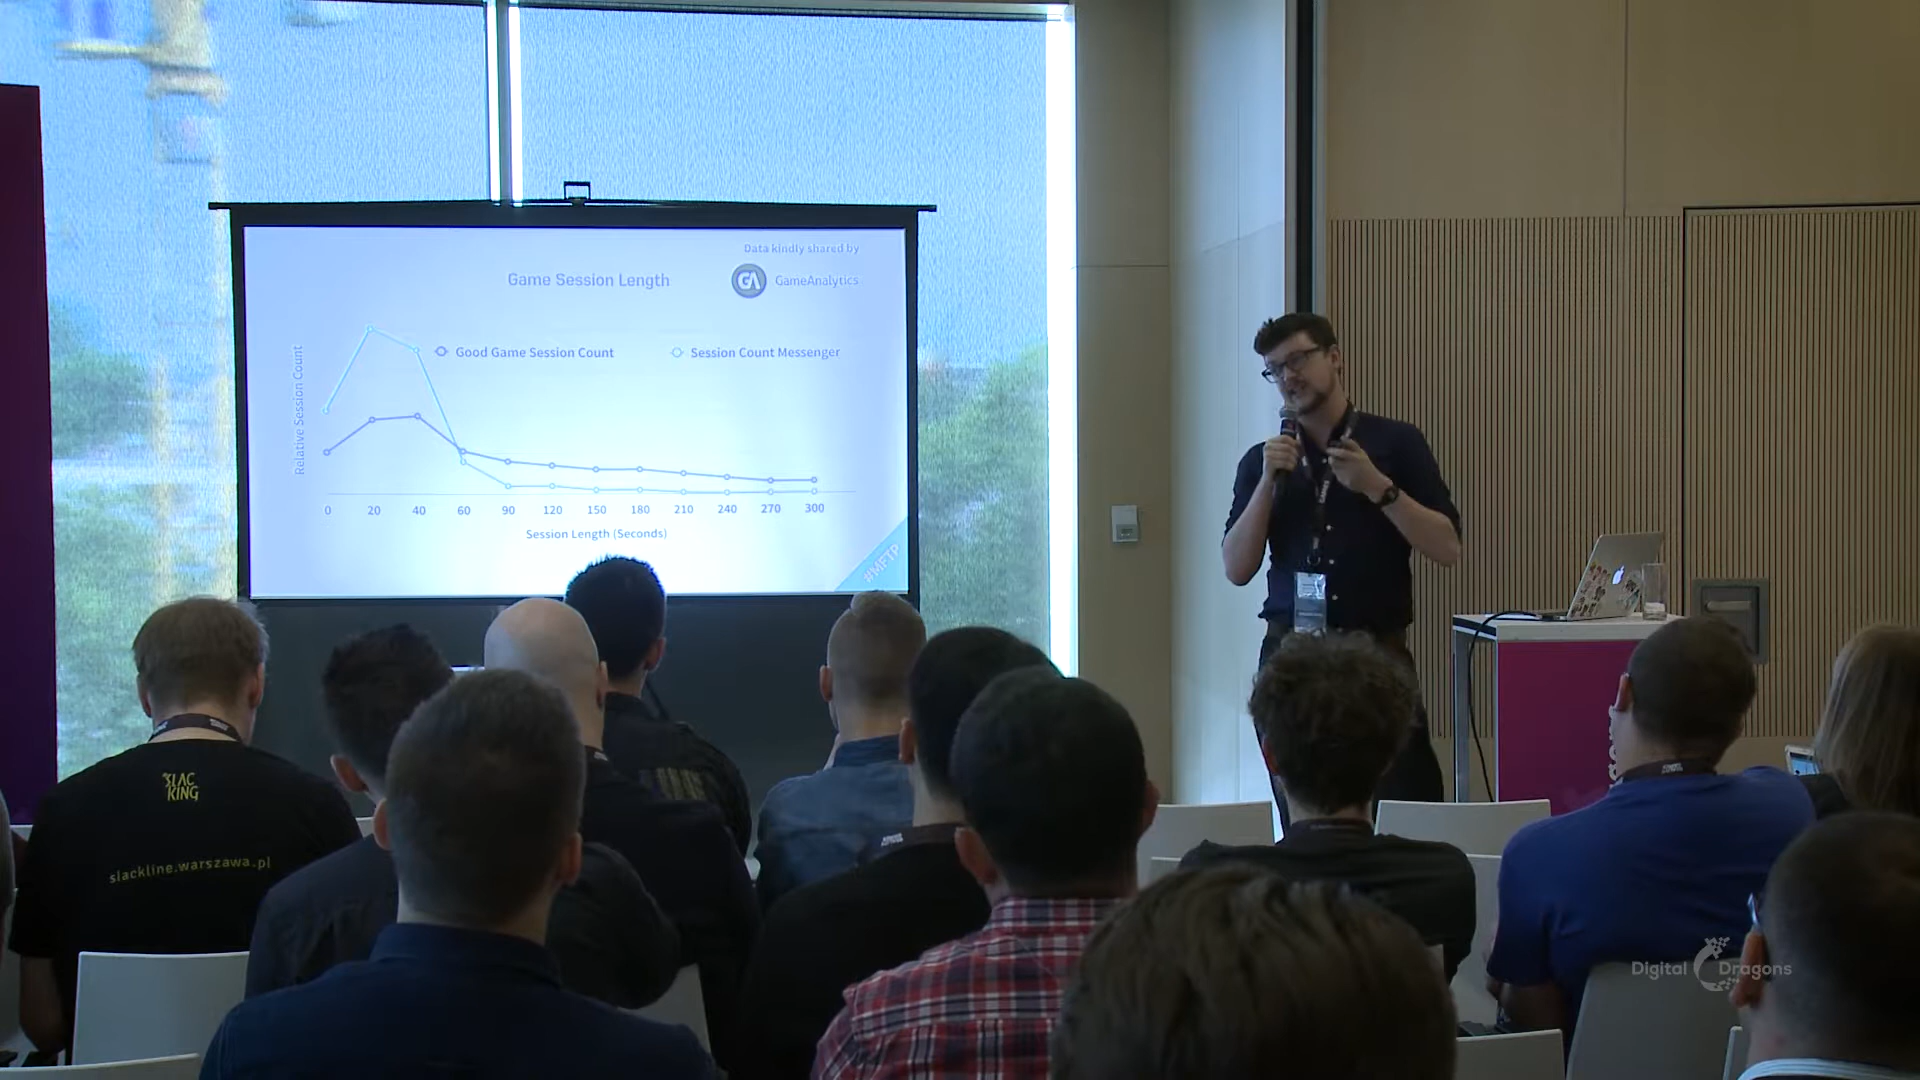 Data kindly shared by
GA GameAnalytics
Game Session Length
Good Game Session Count
Session Count Messenger
Relative Session Count
0 20 40 60 90 120 150 180 210 240 270 300
Session Length (Seconds)
#MFTP
SLAC
KING
slackline.warszawa.pl
Digital Dragons